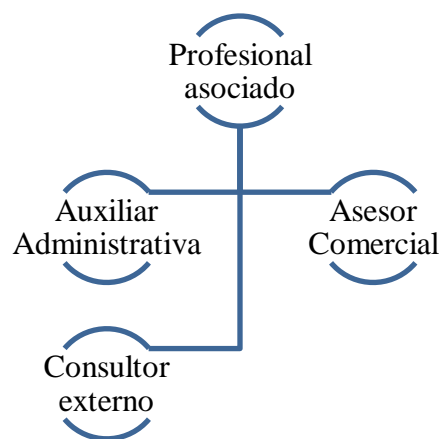 Profesional
asociado
Auxiliar
Administrativa
Asesor
Comercial
Consultor
externo